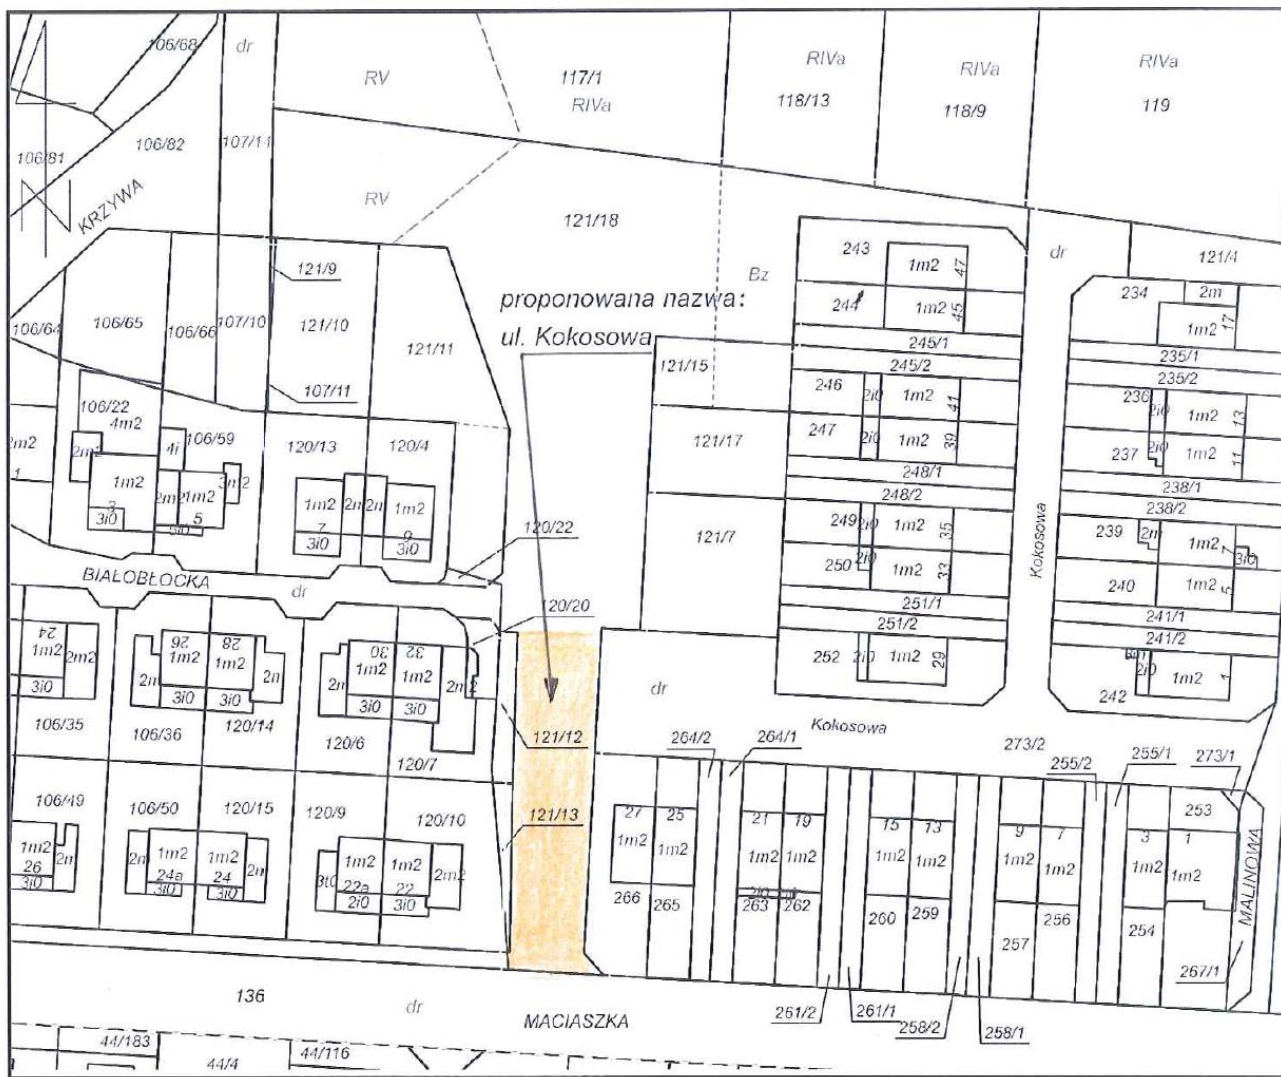 106/68
dr
RV
117/1
RIVa
RIVa
118/13
RIVa
118/9
RIVa
119
106/81
106/82
107/14
KRZYWA
RV
121/18
dr
121/4
121/9
Bz
243
1m2
47
244
1m2
45
234
2m
1m2
17
proponowana nazwa:
ul. Kokosowa
106/64
106/65
106/66
107/10
121/10
121/11
107/11
121/15
245/1
245/2
235/1
235/2
246
2i0
1m2
41
247
2i0
1m2
39
236
2i0
1m2
13
237
2i0
1m2
11
106/22
4m2
106/59
4i
120/13
120/4
121/17
248/1
248/2
238/1
238/2
2m2
1
2m2
1m2
3
3i0
2m2
1m2
5
3m2
5i0
1m2
7
3i0
2m
2m
1m2
9
3i0
120/22
121/7
249
2i0
1m2
35
250
2i0
1m2
33
Kokosowa
239
2m
1m2
7
3i0
240
1m2
5
BIAŁOBŁOCKA
dr
120/20
251/1
251/2
241/1
241/2
24
1m2
2m2
3i0
26
1m2
28
1m2
2m
3i0
3i0
2m
30
1m2
32
1m2
2m
3i0
3i0
2m2
252
2i0
1m2
29
2i0
1m2
1
242
106/35
106/36
120/14
120/6
120/7
121/12
dr
Kokosowa
264/2
264/1
273/2
255/2
255/1
273/1
106/49
106/50
120/15
120/9
120/10
121/13
27
25
21
19
15
13
9
7
3
1
253
1m2
26
3i0
2m
2m
1m2
24a
3i0
1m2
24
3i0
2m
3i0
1m2
22a
2i0
1m2
22
3i0
2m2
1m2
1m2
1m2
1m2
1m2
1m2
1m2
1m2
1m2
1m2
MALINOWA
2i0
266
265
263
262
260
259
257
256
254
267/1
136
dr
MACIASZKA
261/2
261/1
258/2
258/1
44/183
44/4
44/116